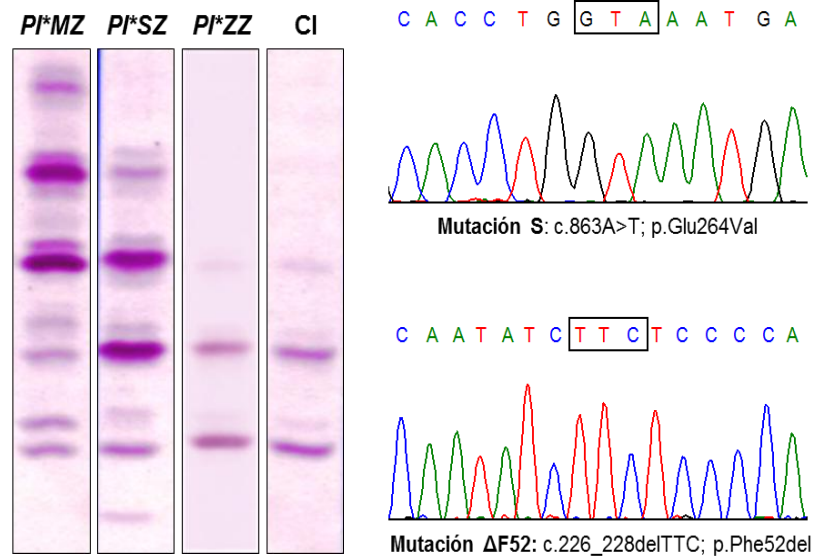 PI*MZ PI*SZ PI*ZZ CI
C A C C T G G T A A A T G A
Mutación S: c.863A>T; p.Glu264Val
C A A T A T C T T C T C C C C A
Mutación ΔF52: c.226_228delTTC; p.Phe52del